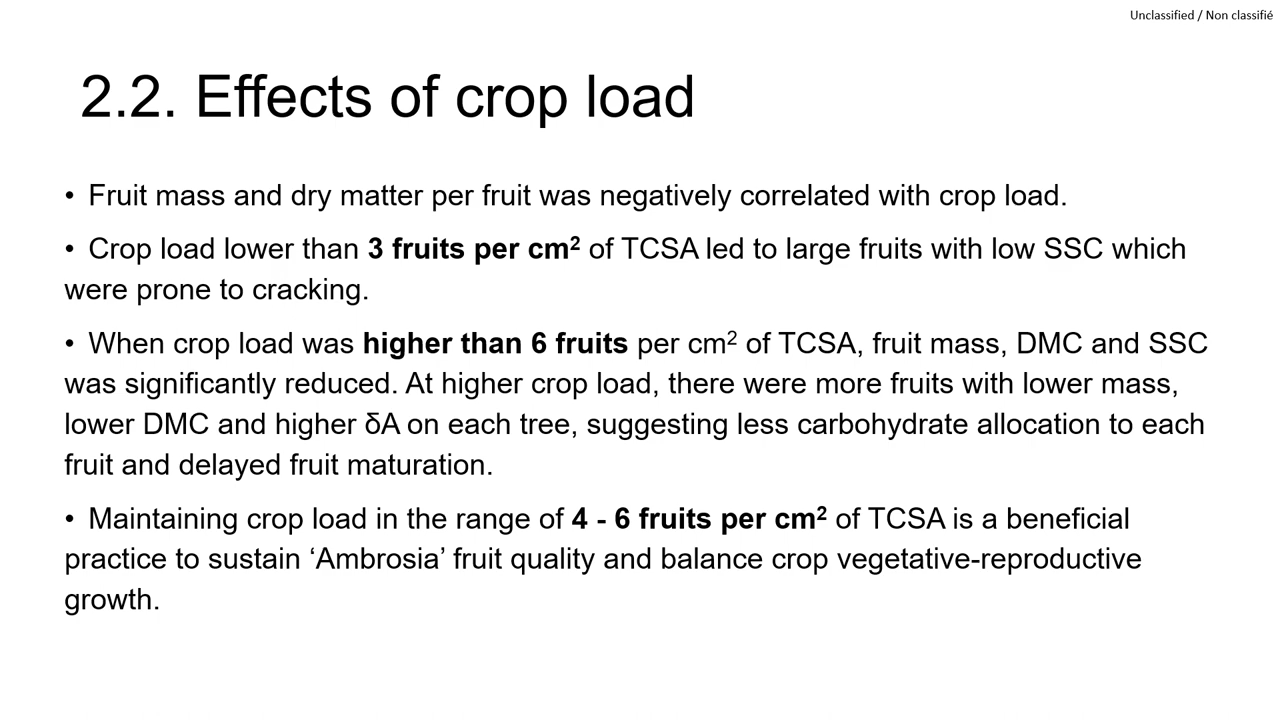 Unclassified / Non classifié
2.2. Effects of crop load
• Fruit mass and dry matter per fruit was negatively correlated with crop load.
• Crop load lower than 3 fruits per cm² of TCSA led to large fruits with low SSC which
were prone to cracking.
• When crop load was higher than 6 fruits per cm² of TCSA, fruit mass, DMC and SSC
was significantly reduced. At higher crop load, there were more fruits with lower mass,
lower DMC and higher δA on each tree, suggesting less carbohydrate allocation to each
fruit and delayed fruit maturation.
• Maintaining crop load in the range of 4 - 6 fruits per cm² of TCSA is a beneficial
practice to sustain ‘Ambrosia’ fruit quality and balance crop vegetative-reproductive
growth.